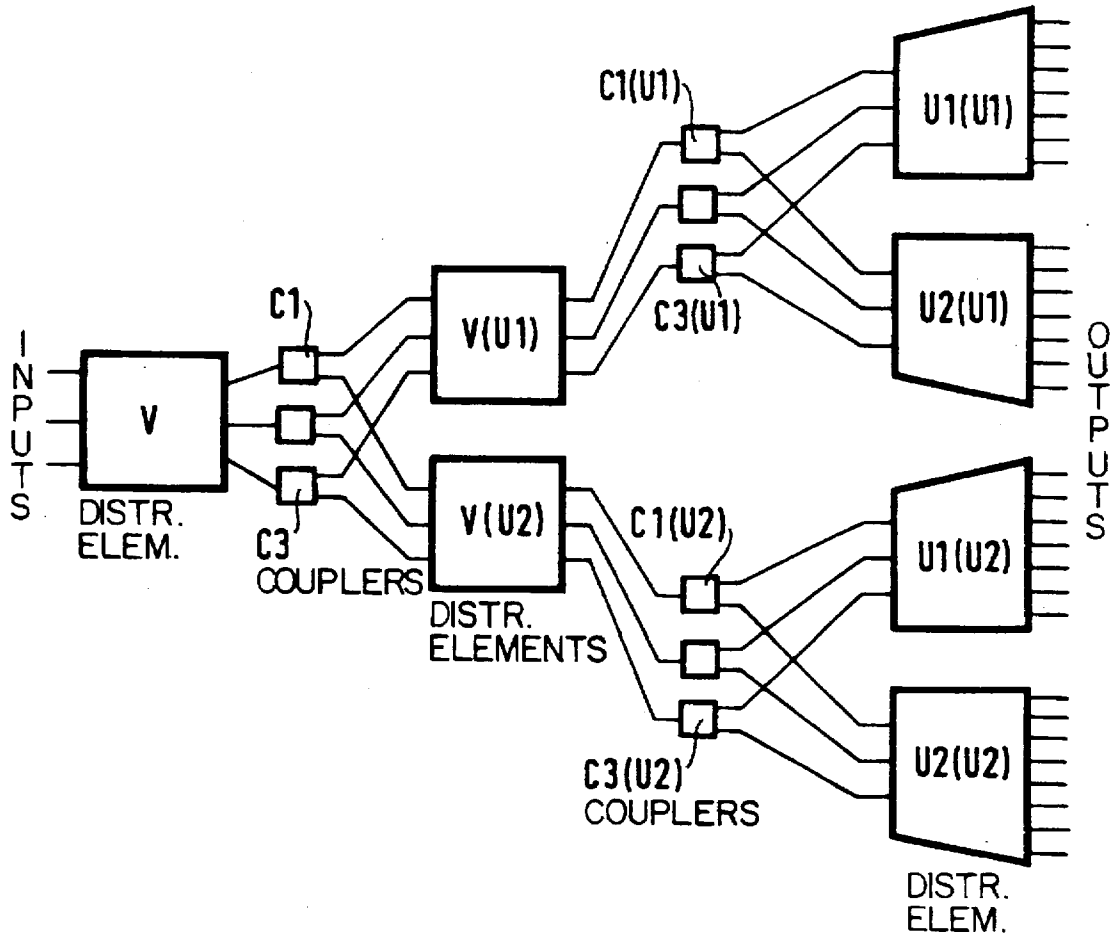 INPUTS
V
DISTR.
ELEM.
C1
C3
COUPLERS
V(U1)
V(U2)
DISTR.
ELEMENTS
C1(U1)
C3(U1)
C1(U2)
C3(U2)
COUPLERS
U1(U1)
U2(U1)
U1(U2)
U2(U2)
DISTR.
ELEM.
OUTPUTS